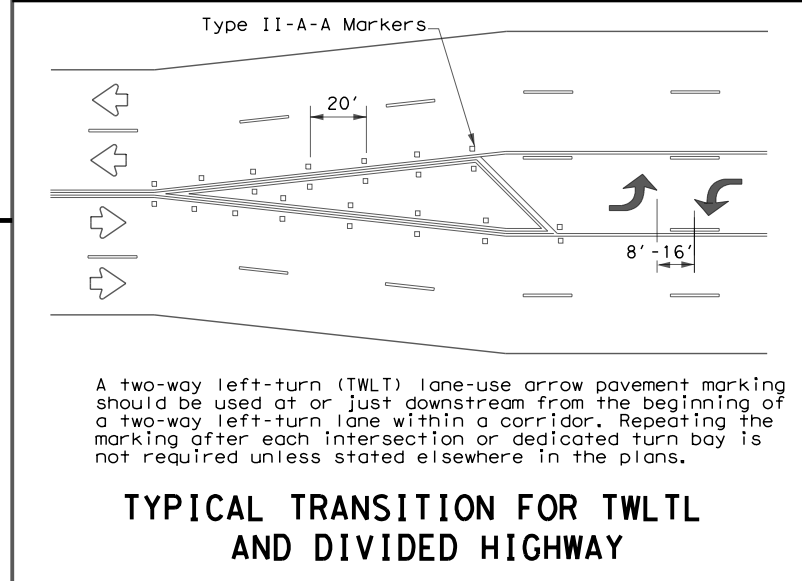 Type II-A-A Markers
20'
8'-16'
A two-way left-turn (TWLT) lane-use arrow pavement marking
should be used at or just downstream from the beginning of
a two-way left-turn lane within a corridor. Repeating the
marking after each intersection or dedicated turn bay is
not required unless stated elsewhere in the plans.
TYPICAL TRANSITION FOR TWLTL
AND DIVIDED HIGHWAY